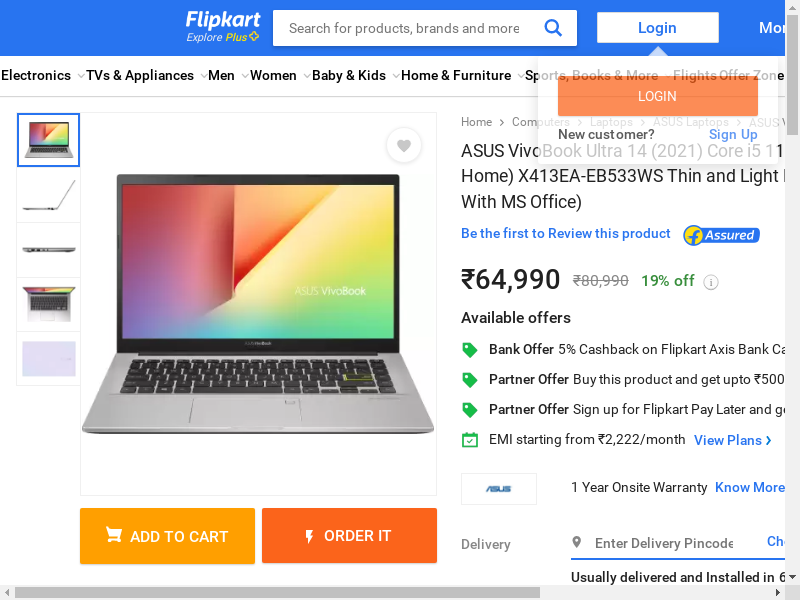 Flipkart
Explore Plus
Search for products, brands and more
Login
Electronics
TVs & Appliances
Men
Women
Baby & Kids
Home & Furniture
Sports, Books & More
Flights
Offer Zone
LOGIN
New customer?
Sign Up
Home
Computers
Laptops
ASUS Laptops
ASUS
ASUS VivoBook Ultra 14 (2021) Core i5 11
Home) X413EA-EB533WS Thin and Light
With MS Office)
Be the first to Review this product
Assured
₹64,990
₹80,990
19% off
Available offers
Bank Offer 5% Cashback on Flipkart Axis Bank
Partner Offer Buy this product and get upto ₹500
Partner Offer Sign up for Flipkart Pay Later and
EMI starting from ₹2,222/month
View Plans
ASUS VivoBook
ASUS
1 Year Onsite Warranty
Know More
ADD TO CART
ORDER IT
Delivery
Enter Delivery Pincode
Usually delivered and Installed in 6